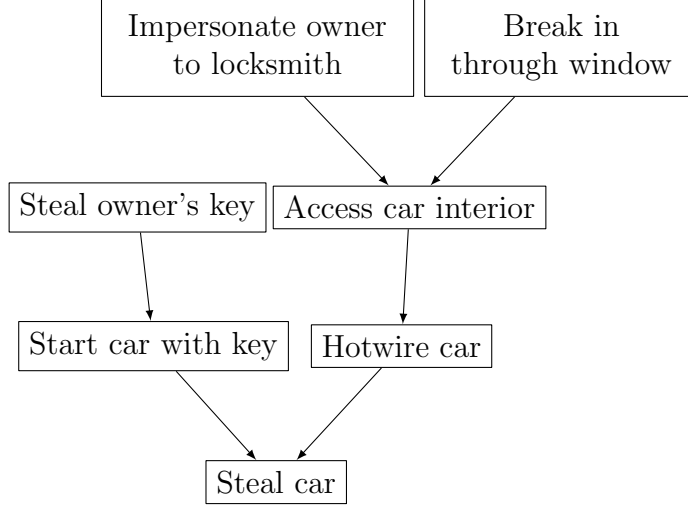 Impersonate owner
to locksmith
Break in
through window
Steal owner's key
Access car interior
Start car with key
Hotwire car
Steal car